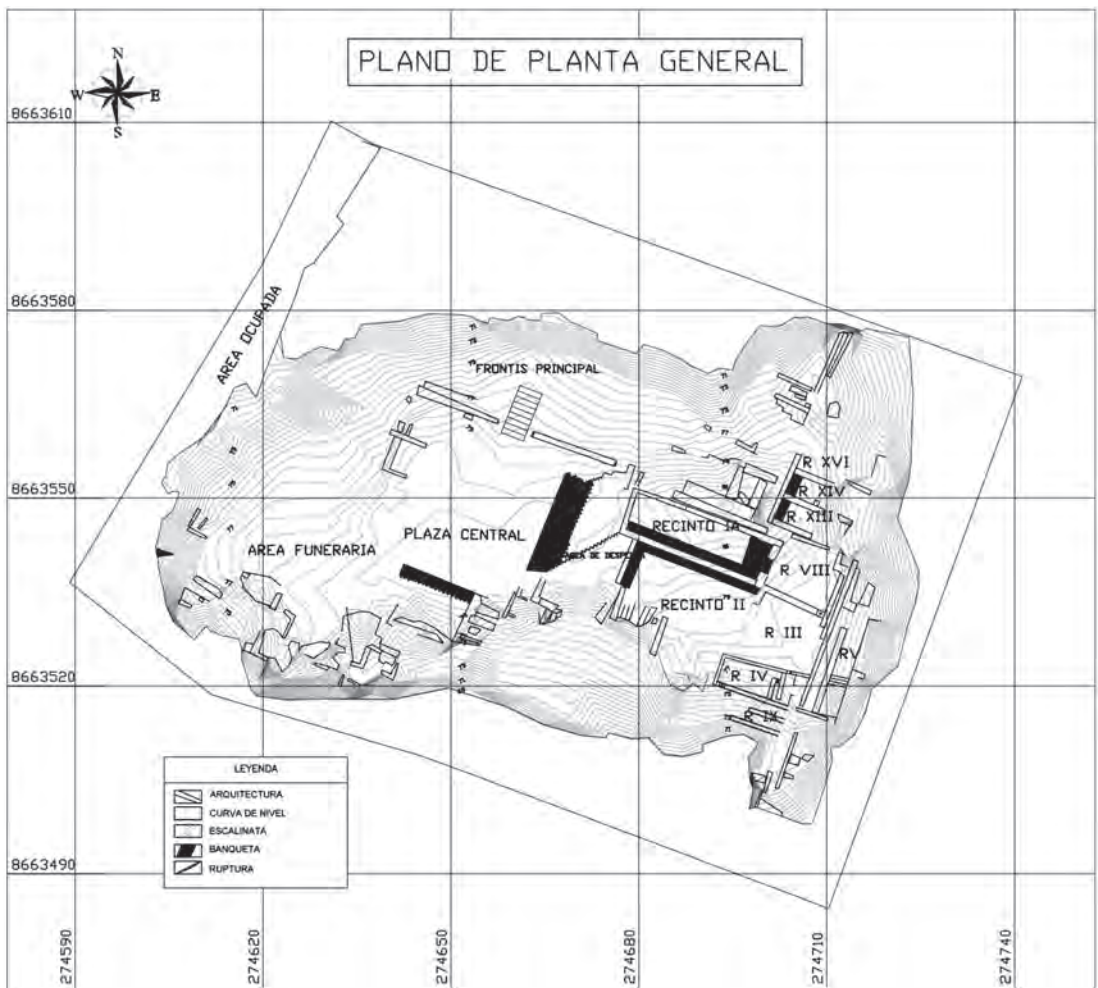 PLANO DE PLANTA GENERAL
N
W E
S
8663610
8663580
AREA OCUPADA
FRONTIS PRINCIPAL
8663550
R XVI
R XIV
R XIII
RECINTO IA
PLAZA CENTRAL
AREA FUNERARIA
R VIII
RECINTO II
R III
RV
8663520
R IV
R IX
LEYENDA
ARQUITECTURA
CURVA DE NIVEL
ESCALINATA
BANQUETA
RUPTURA
8663490
274590
274620
274650
274680
274710
274740